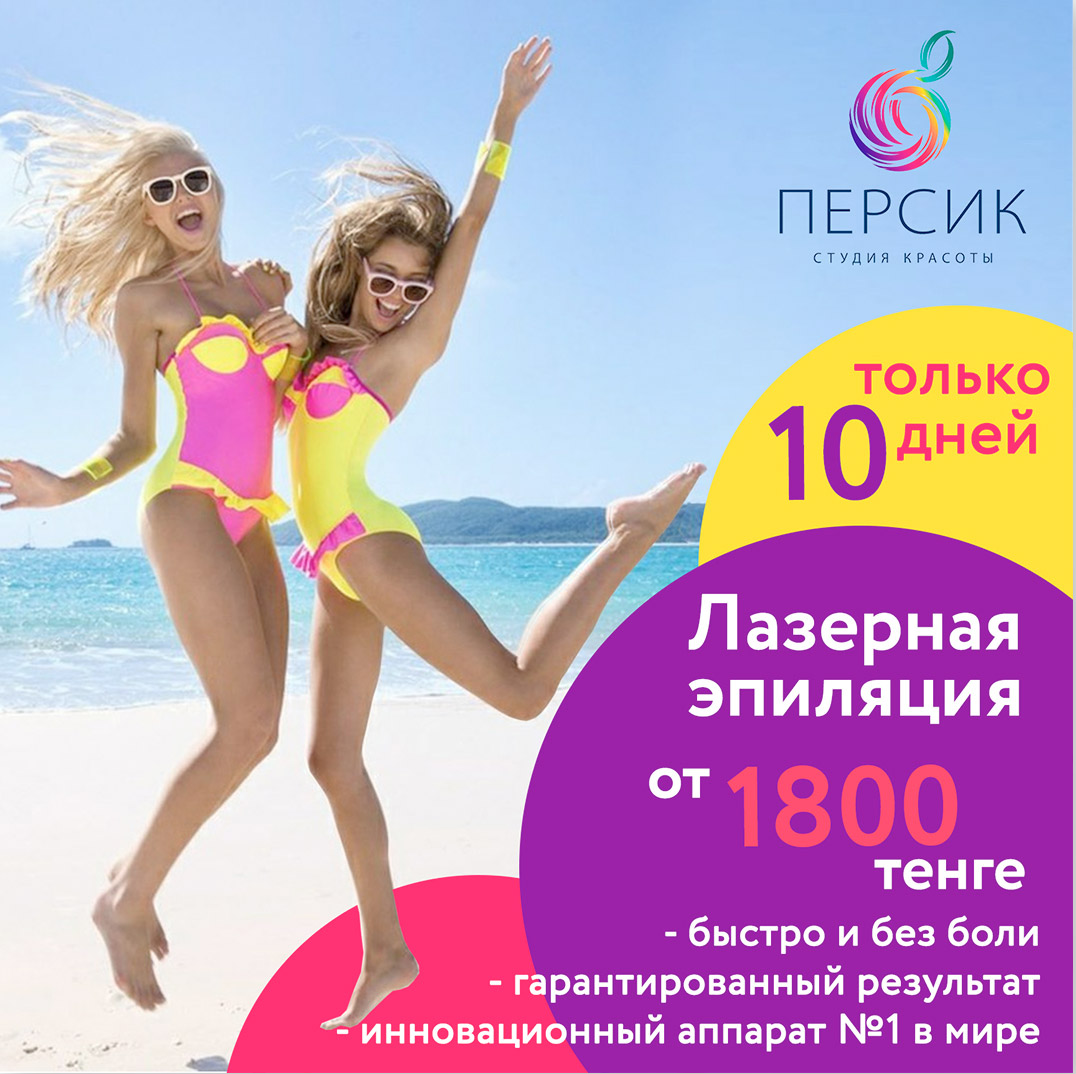 ПЕРСИК
СТУДИЯ КРАСОТЫ
только
10 дней
Лазерная
эпиляция
от 1800
тенге
- быстро и без боли
- гарантированный результат
- инновационный аппарат №1 в мире